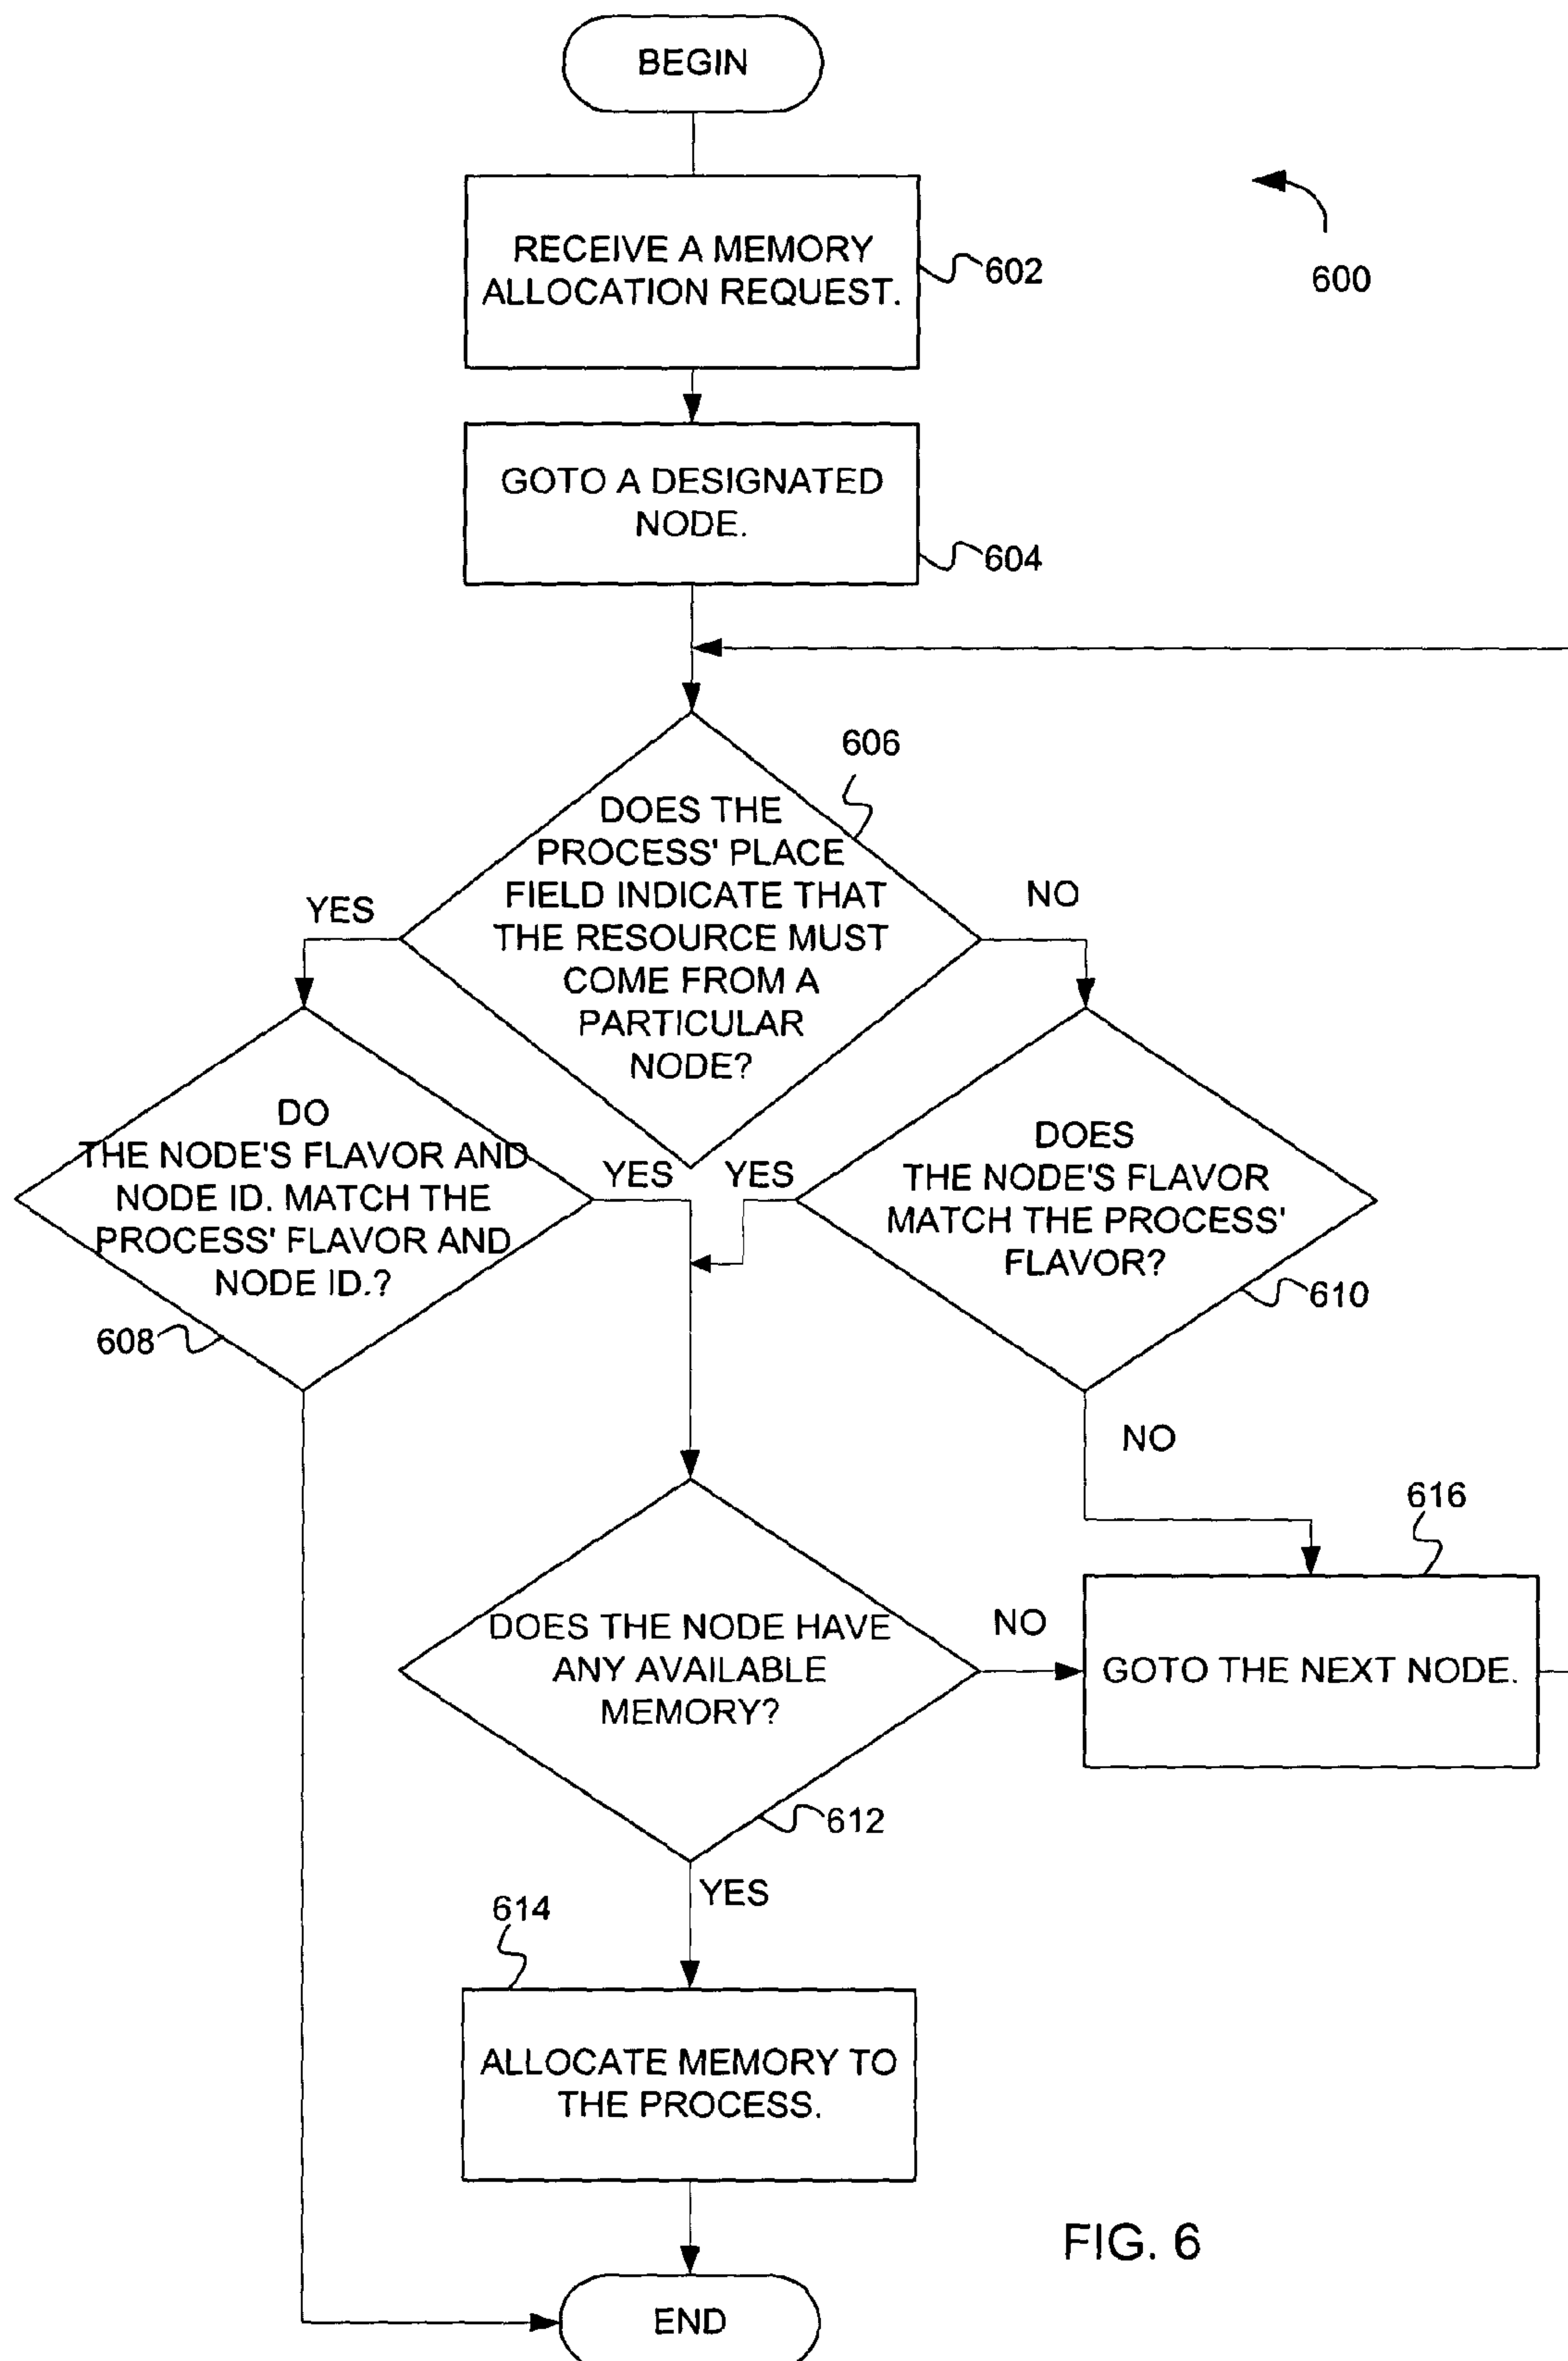 BEGIN
RECEIVE A MEMORY
ALLOCATION REQUEST.
602
600
GOTO A DESIGNATED
NODE.
604
606
DOES THE
PROCESS' PLACE
FIELD INDICATE THAT
THE RESOURCE MUST
COME FROM A
PARTICULAR
NODE?
YES
NO
DO
THE NODE'S FLAVOR AND
NODE ID. MATCH THE
PROCESS' FLAVOR AND
NODE ID.?
608
YES
YES
DOES
THE NODE'S FLAVOR
MATCH THE PROCESS'
FLAVOR?
610
NO
616
DOES THE NODE HAVE
ANY AVAILABLE
MEMORY?
NO
GOTO THE NEXT NODE.
612
YES
614
ALLOCATE MEMORY TO
THE PROCESS.
FIG. 6
END